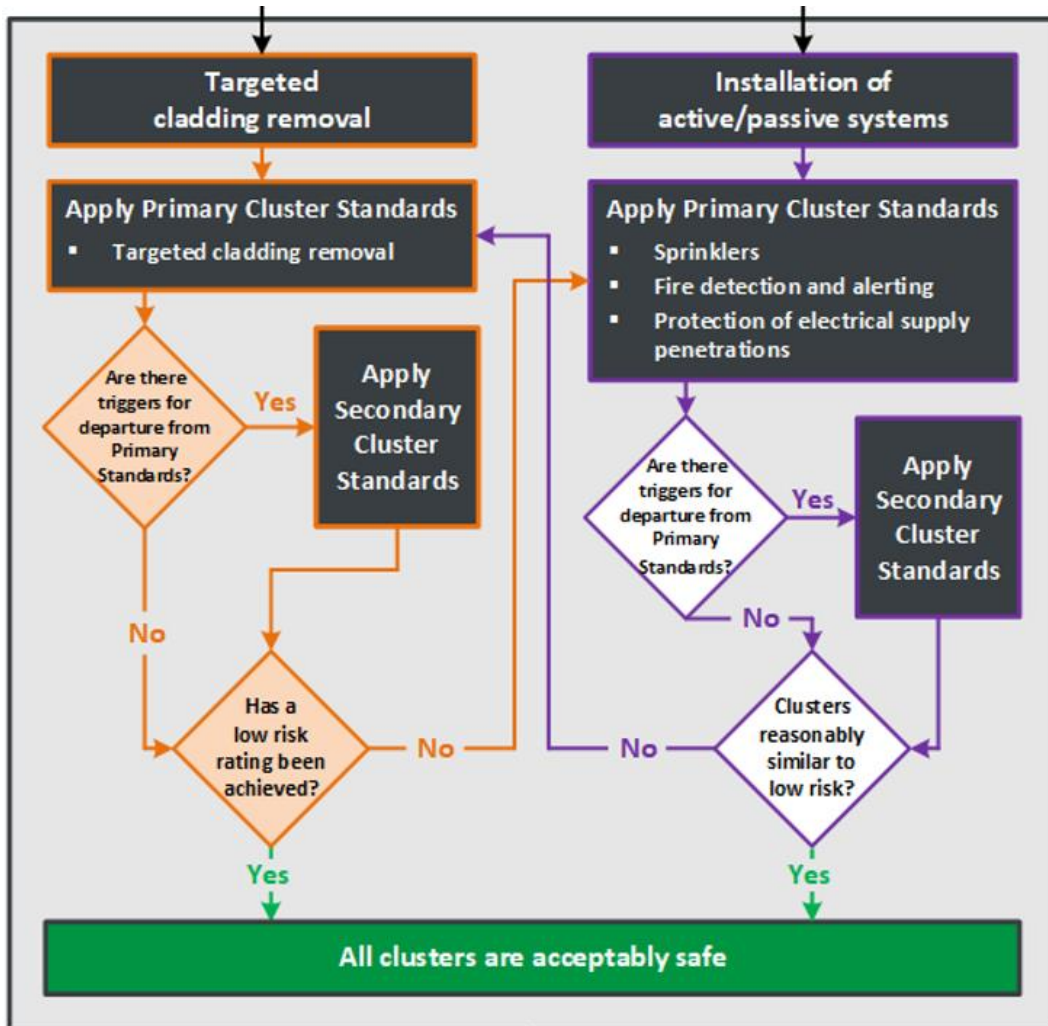 Targeted
cladding removal
Installation of
active/passive systems
Apply Primary Cluster Standards
▪ Targeted cladding removal
Apply Primary Cluster Standards
▪ Sprinklers
▪ Fire detection and alerting
▪ Protection of electrical supply
penetrations
Are there
triggers for
departure from
Primary
Standards?
Yes
Apply
Secondary
Cluster
Standards
No
Are there
triggers for
departure from
Primary
Standards?
Yes
Apply
Secondary
Cluster
Standards
No
Has a
low risk
rating been
achieved?
No
Yes
Clusters
reasonably
similar to
low risk?
No
Yes
All clusters are acceptably safe